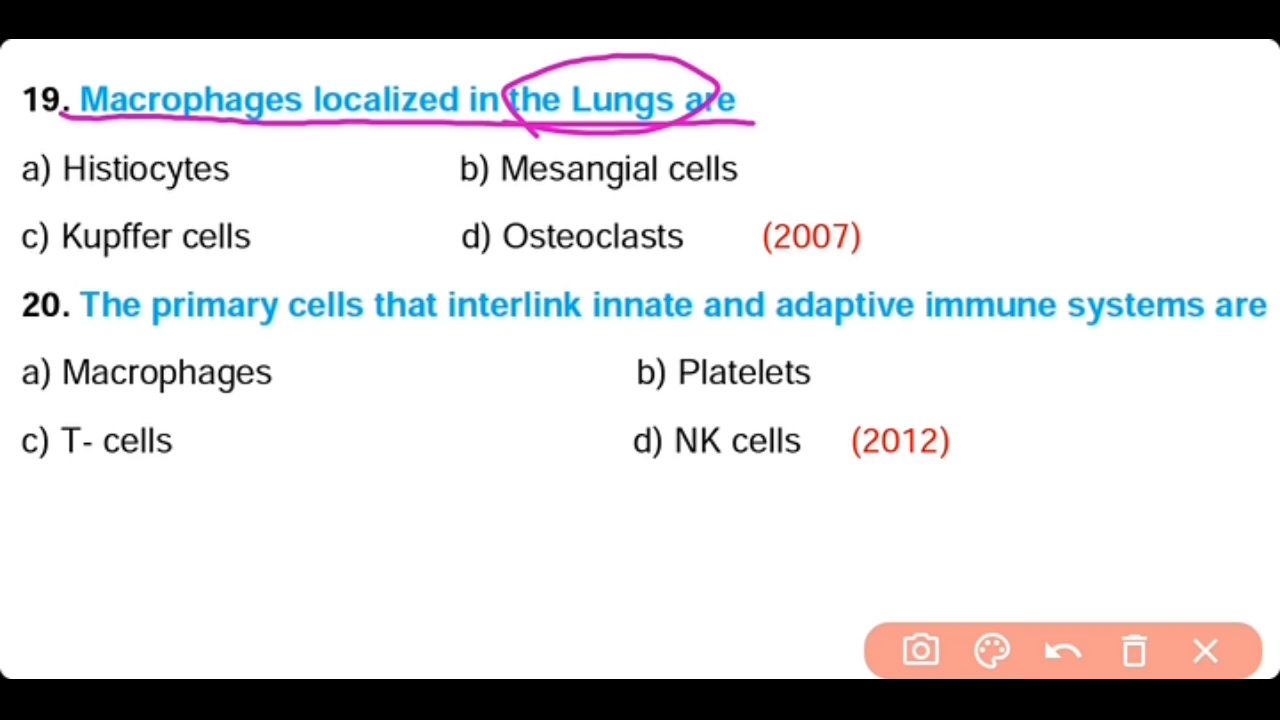 19. Macrophages localized in the Lungs are
a) Histiocytes b) Mesangial cells
c) Kupffer cells d) Osteoclasts (2007)
20. The primary cells that interlink innate and adaptive immune systems are
a) Macrophages b) Platelets
c) T- cells d) NK cells (2012)